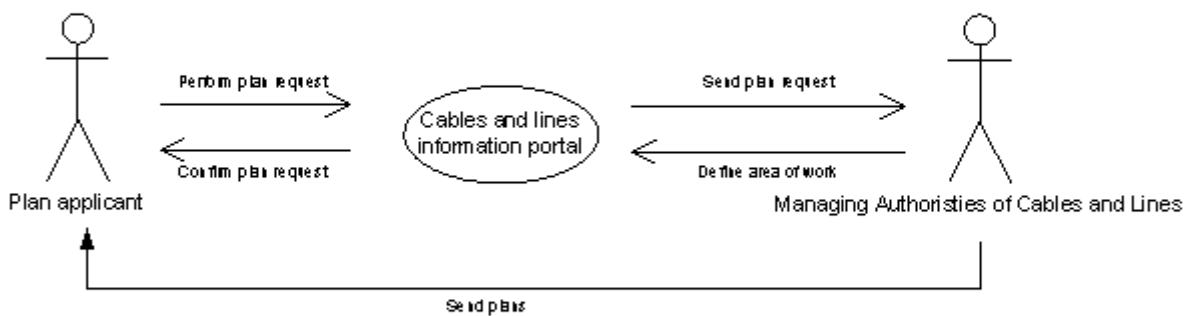 Perform plan request
Send plan request
Cables and lines
information portal
Confirm plan request
Define area of work
Plan applicant
Managing Authoristies of Cables and Lines
Send plans